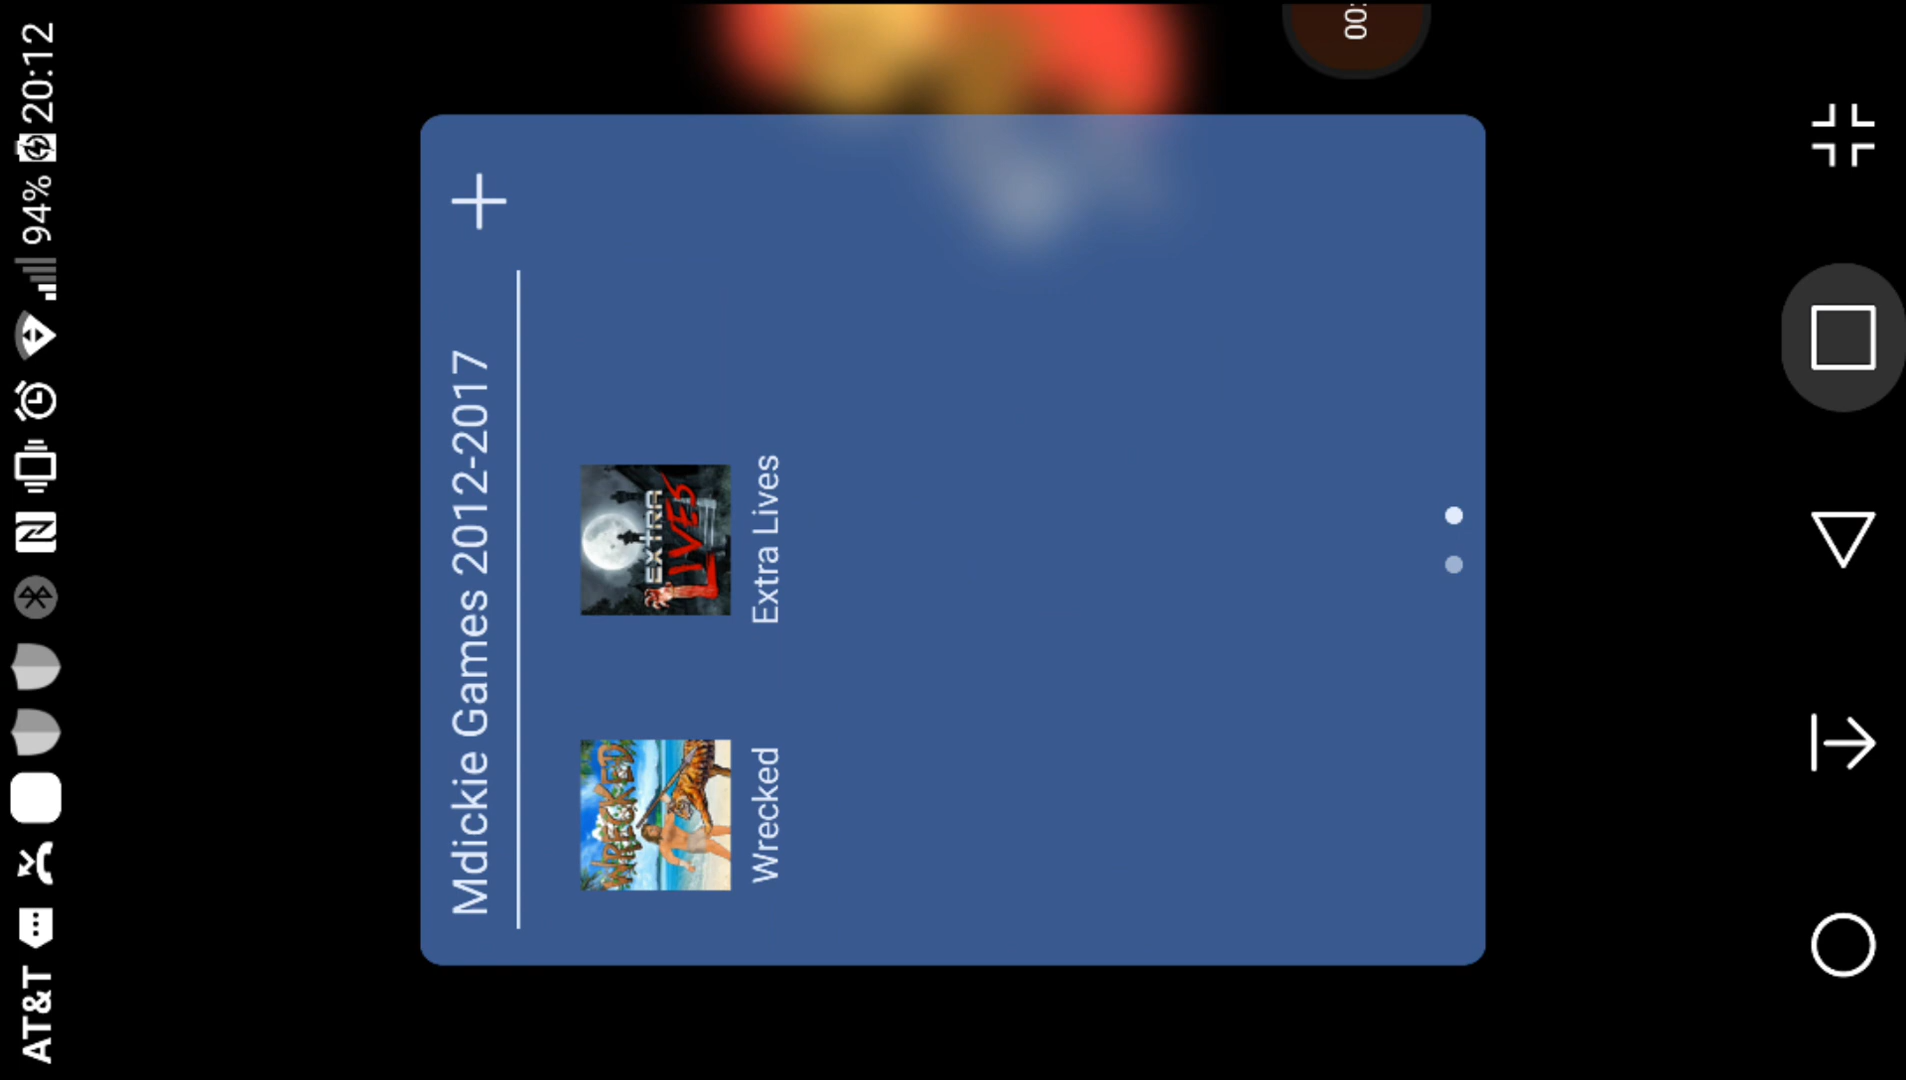 AT&T 94% 20:12
00:
Mdickie Games 2012-2017
WRECKED
EXTRA
LIVES
Wrecked Extra Lives